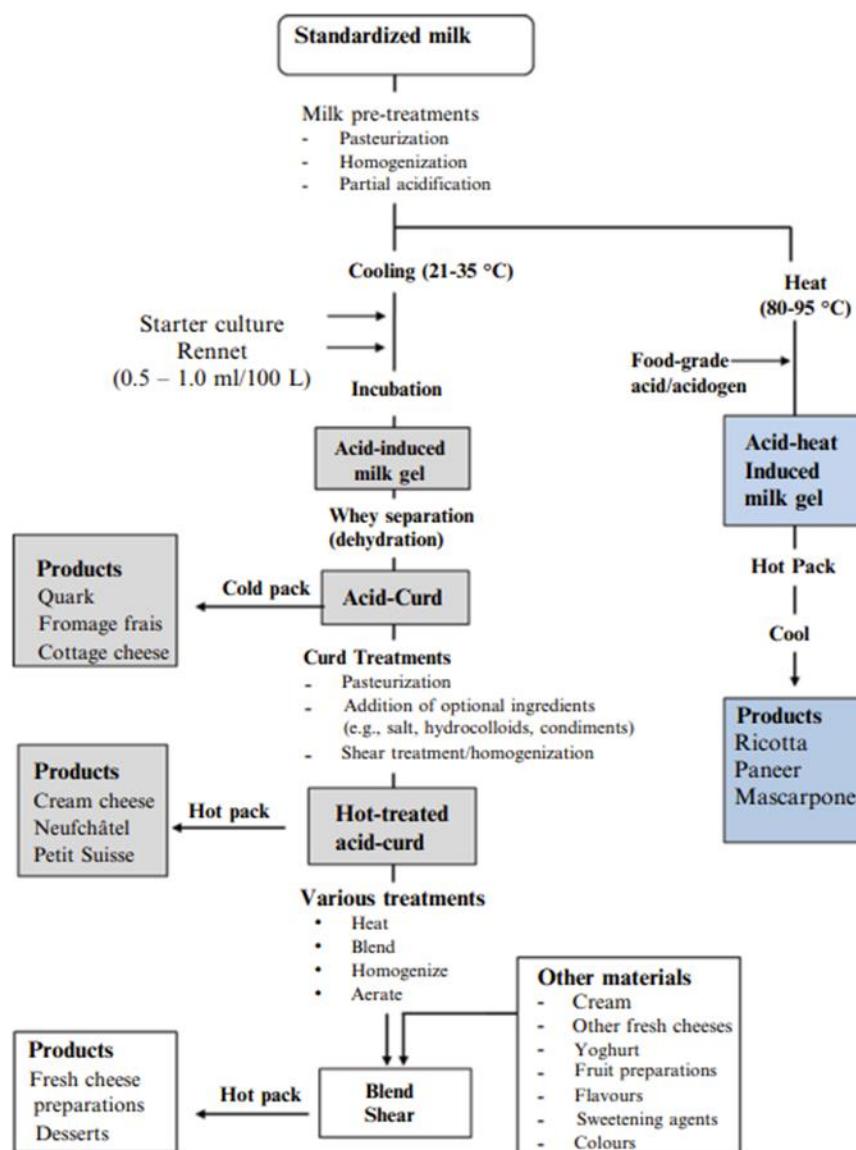 Standardized milk
Milk pre-treatments
- Pasteurization
- Homogenization
- Partial acidification
Cooling (21-35 °C)
Heat
(80-95 °C)
Starter culture
Rennet
(0.5 – 1.0 ml/100 L)
Food-grade
acid/acidogen
Incubation
Acid-induced
milk gel
Acid-heat
Induced
milk gel
Whey separation
(dehydration)
Hot Pack
Products
Quark
Fromage frais
Cottage cheese
Cold pack
Acid-Curd
Cool
Curd Treatments
- Pasteurization
- Addition of optional ingredients
(e.g., salt, hydrocolloids, condiments)
- Shear treatment/homogenization
Products
Ricotta
Paneer
Mascarpone
Products
Cream cheese
Neufchâtel
Petit Suisse
Hot pack
Hot-treated
acid-curd
Various treatments
• Heat
• Blend
• Homogenize
• Aerate
Other materials
- Cream
- Other fresh cheeses
- Yoghurt
- Fruit preparations
- Flavours
- Sweetening agents
- Colours
Products
Fresh cheese
preparations
Desserts
Hot pack
Blend
Shear